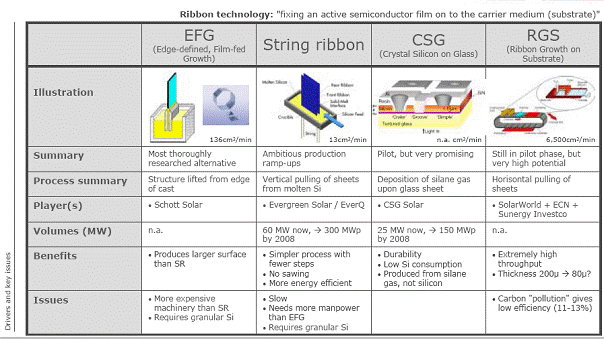 Ribbon technology: "fixing an active semiconductor film on to the carrier medium (substrate)"
EFG
(Edge-defined, Film-fed
Growth)
String ribbon
CSG
(Crystal Silicon on Glass)
RGS
(Ribbon Growth on
Substrate)
Illustration
136cm²/min
Molten Silicon
New Ribbon
Front Ribbon
Solid-Melt
Interface
Silicon Feed
Crucible
String
13cm²/min
Resin
Metal
SiN
Crater
Groove
Textured glass
Light in
n.a. cm²/min
6,500cm²/min
Summary
Most thoroughly
researched alternative
Ambitious production
ramp-ups
Pilot, but very promising
Still in pilot phase, but
very high potential
Process summary
Structure lifted from edge
of cast
Vertical pulling of sheets
from molten Si
Deposition of silane gas
upon glass sheet
Horisontal pulling of
sheets
Player(s)
• Schott Solar
• Evergreen Solar / EverQ
• CSG Solar
• SolarWorld + ECN +
Sunergy Investco
Volumes (MW)
n.a.
60 MW now, → 300 MWp
by 2008
25 MW now, → 150 MWp
by 2008
n.a.
Benefits
• Produces larger surface
than SR
• Simpler process with
fewer steps
• No sawing
• More energy efficient
• Durability
• Low Si consumption
• Produced from silane
gas, not silicon
• Extremely high
throughput
• Thickness 200µ → 80µ?
Issues
• More expensive
machinery than SR
• Requires granular Si
• Slow
• Needs more manpower
than EFG
• Requires granular Si
• Carbon "pollution" gives
low efficiency (11-13%)
Drivers and key issues